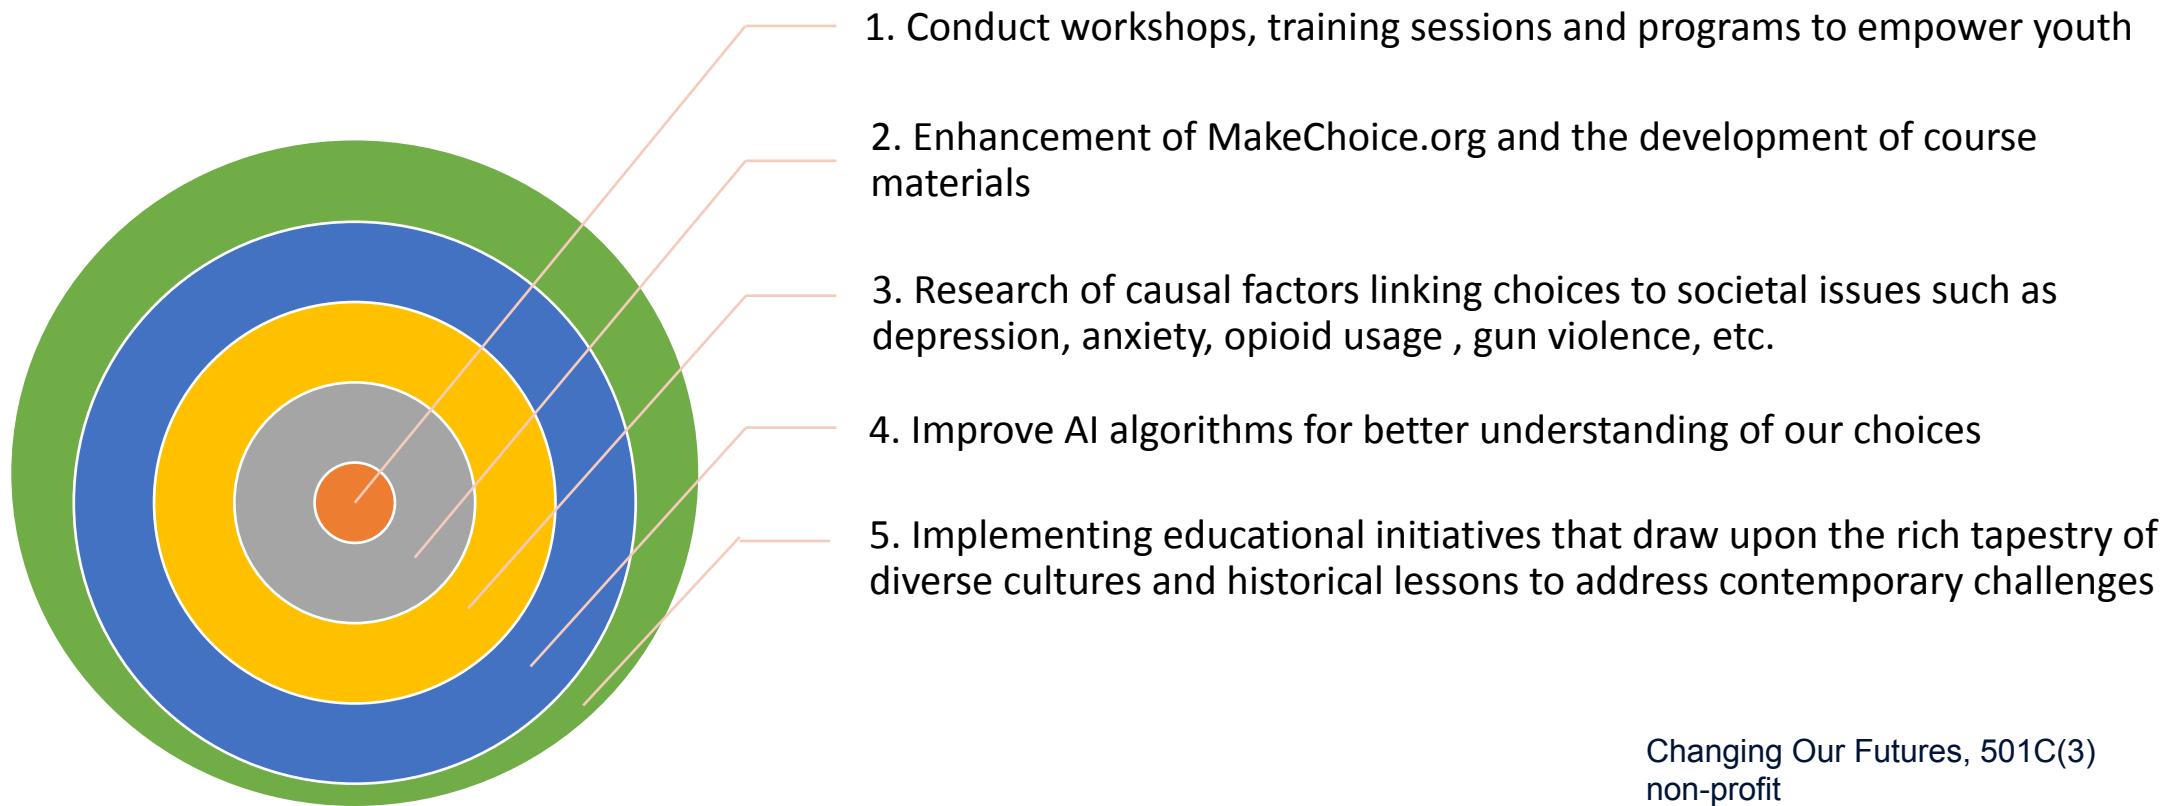 1. Conduct workshops, training sessions and programs to empower youth
2. Enhancement of MakeChoice.org and the development of course
materials
3. Research of causal factors linking choices to societal issues such as
depression, anxiety, opioid usage , gun violence, etc.
4. Improve AI algorithms for better understanding of our choices
5. Implementing educational initiatives that draw upon the rich tapestry of
diverse cultures and historical lessons to address contemporary challenges
Changing Our Futures, 501C(3)
non-profit